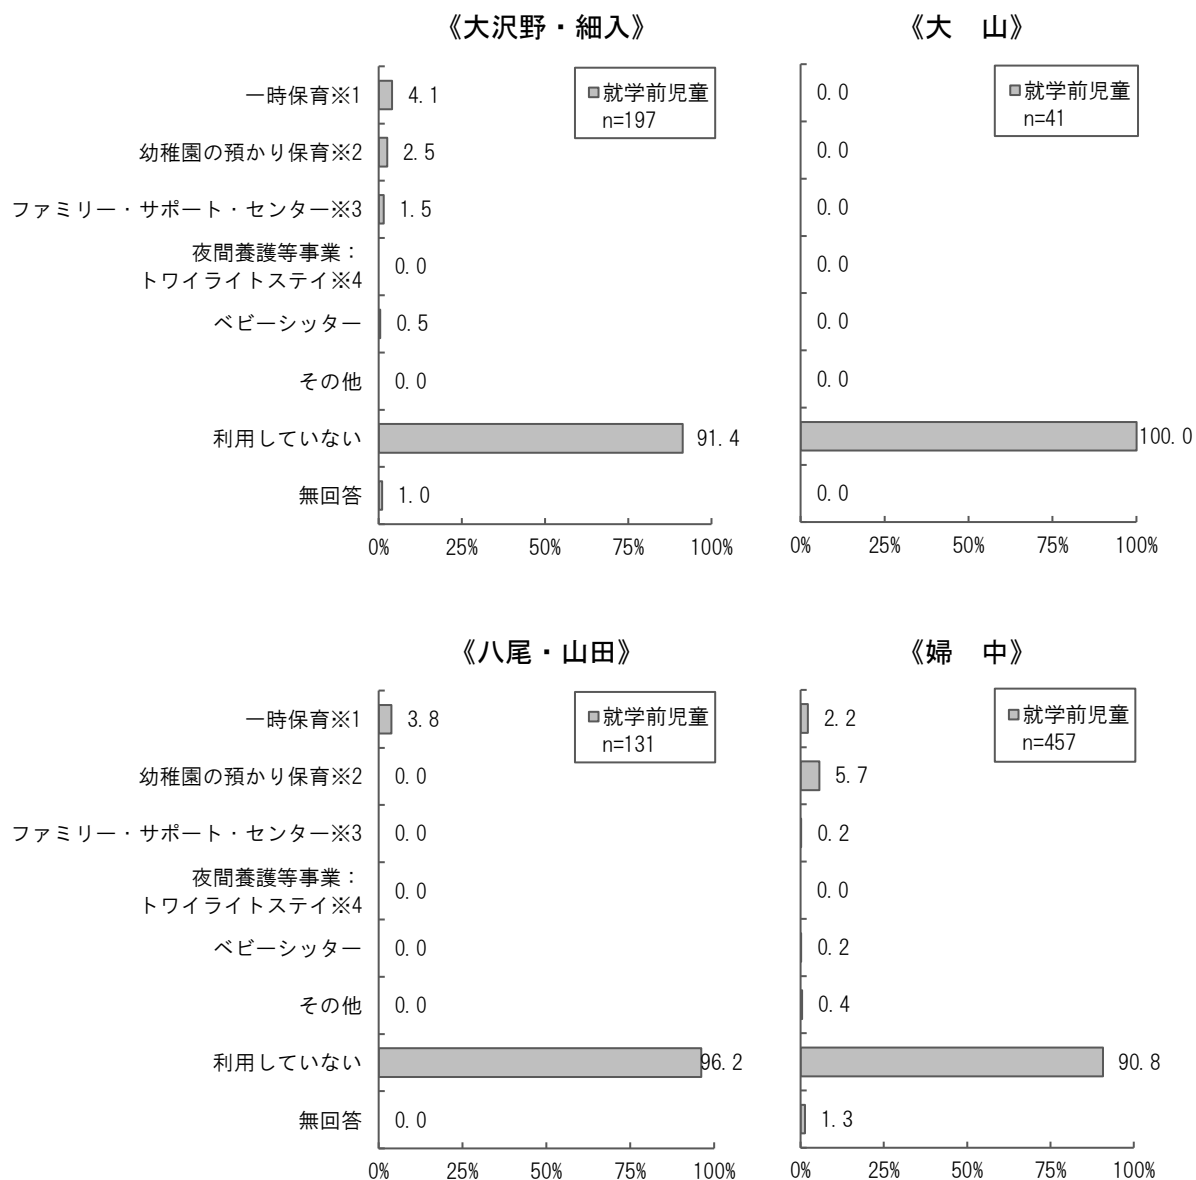 《大沢野・細入》
就学前児童
n=197
一時保育※1 4.1
幼稚園の預かり保育※2 2.5
ファミリー・サポート・センター※3 1.5
夜間養護等事業：
トワイライトステイ※4 0.0
ベビーシッター 0.5
その他 0.0
利用していない 91.4
無回答 1.0
0% 25% 50% 75% 100%
《大　山》
就学前児童
n=41
0.0
0.0
0.0
0.0
0.0
0.0
100.0
0.0
0% 25% 50% 75% 100%
《八尾・山田》
就学前児童
n=131
一時保育※1 3.8
幼稚園の預かり保育※2 0.0
ファミリー・サポート・センター※3 0.0
夜間養護等事業：
トワイライトステイ※4 0.0
ベビーシッター 0.0
その他 0.0
利用していない 96.2
無回答 0.0
0% 25% 50% 75% 100%
《婦　中》
就学前児童
n=457
2.2
5.7
0.2
0.0
0.2
0.4
90.8
1.3
0% 25% 50% 75% 100%